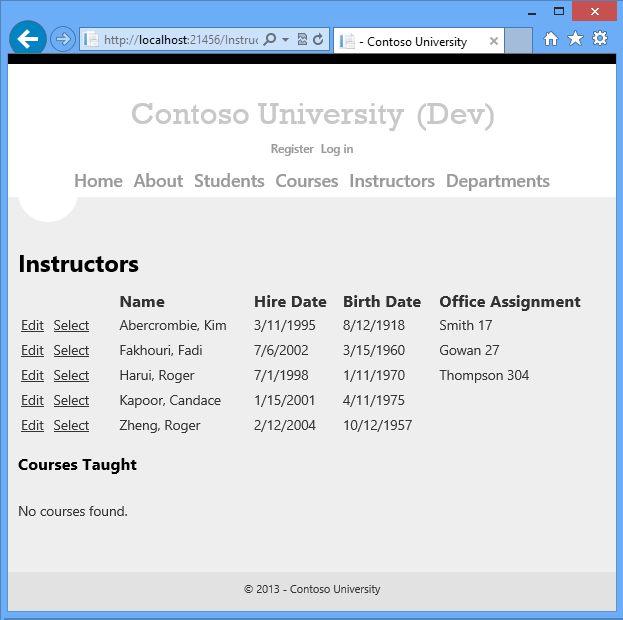 http://localhost:21456/Instruc
- Contoso University
Contoso University (Dev)
Register Log in
Home About Students Courses Instructors Departments
Instructors
Name Hire Date Birth Date Office Assignment
Edit Select Abercrombie, Kim 3/11/1995 8/12/1918 Smith 17
Edit Select Fakhouri, Fadi 7/6/2002 3/15/1960 Gowan 27
Edit Select Harui, Roger 7/1/1998 1/11/1970 Thompson 304
Edit Select Kapoor, Candace 1/15/2001 4/11/1975
Edit Select Zheng, Roger 2/12/2004 10/12/1957
Courses Taught
No courses found.
© 2013 - Contoso University